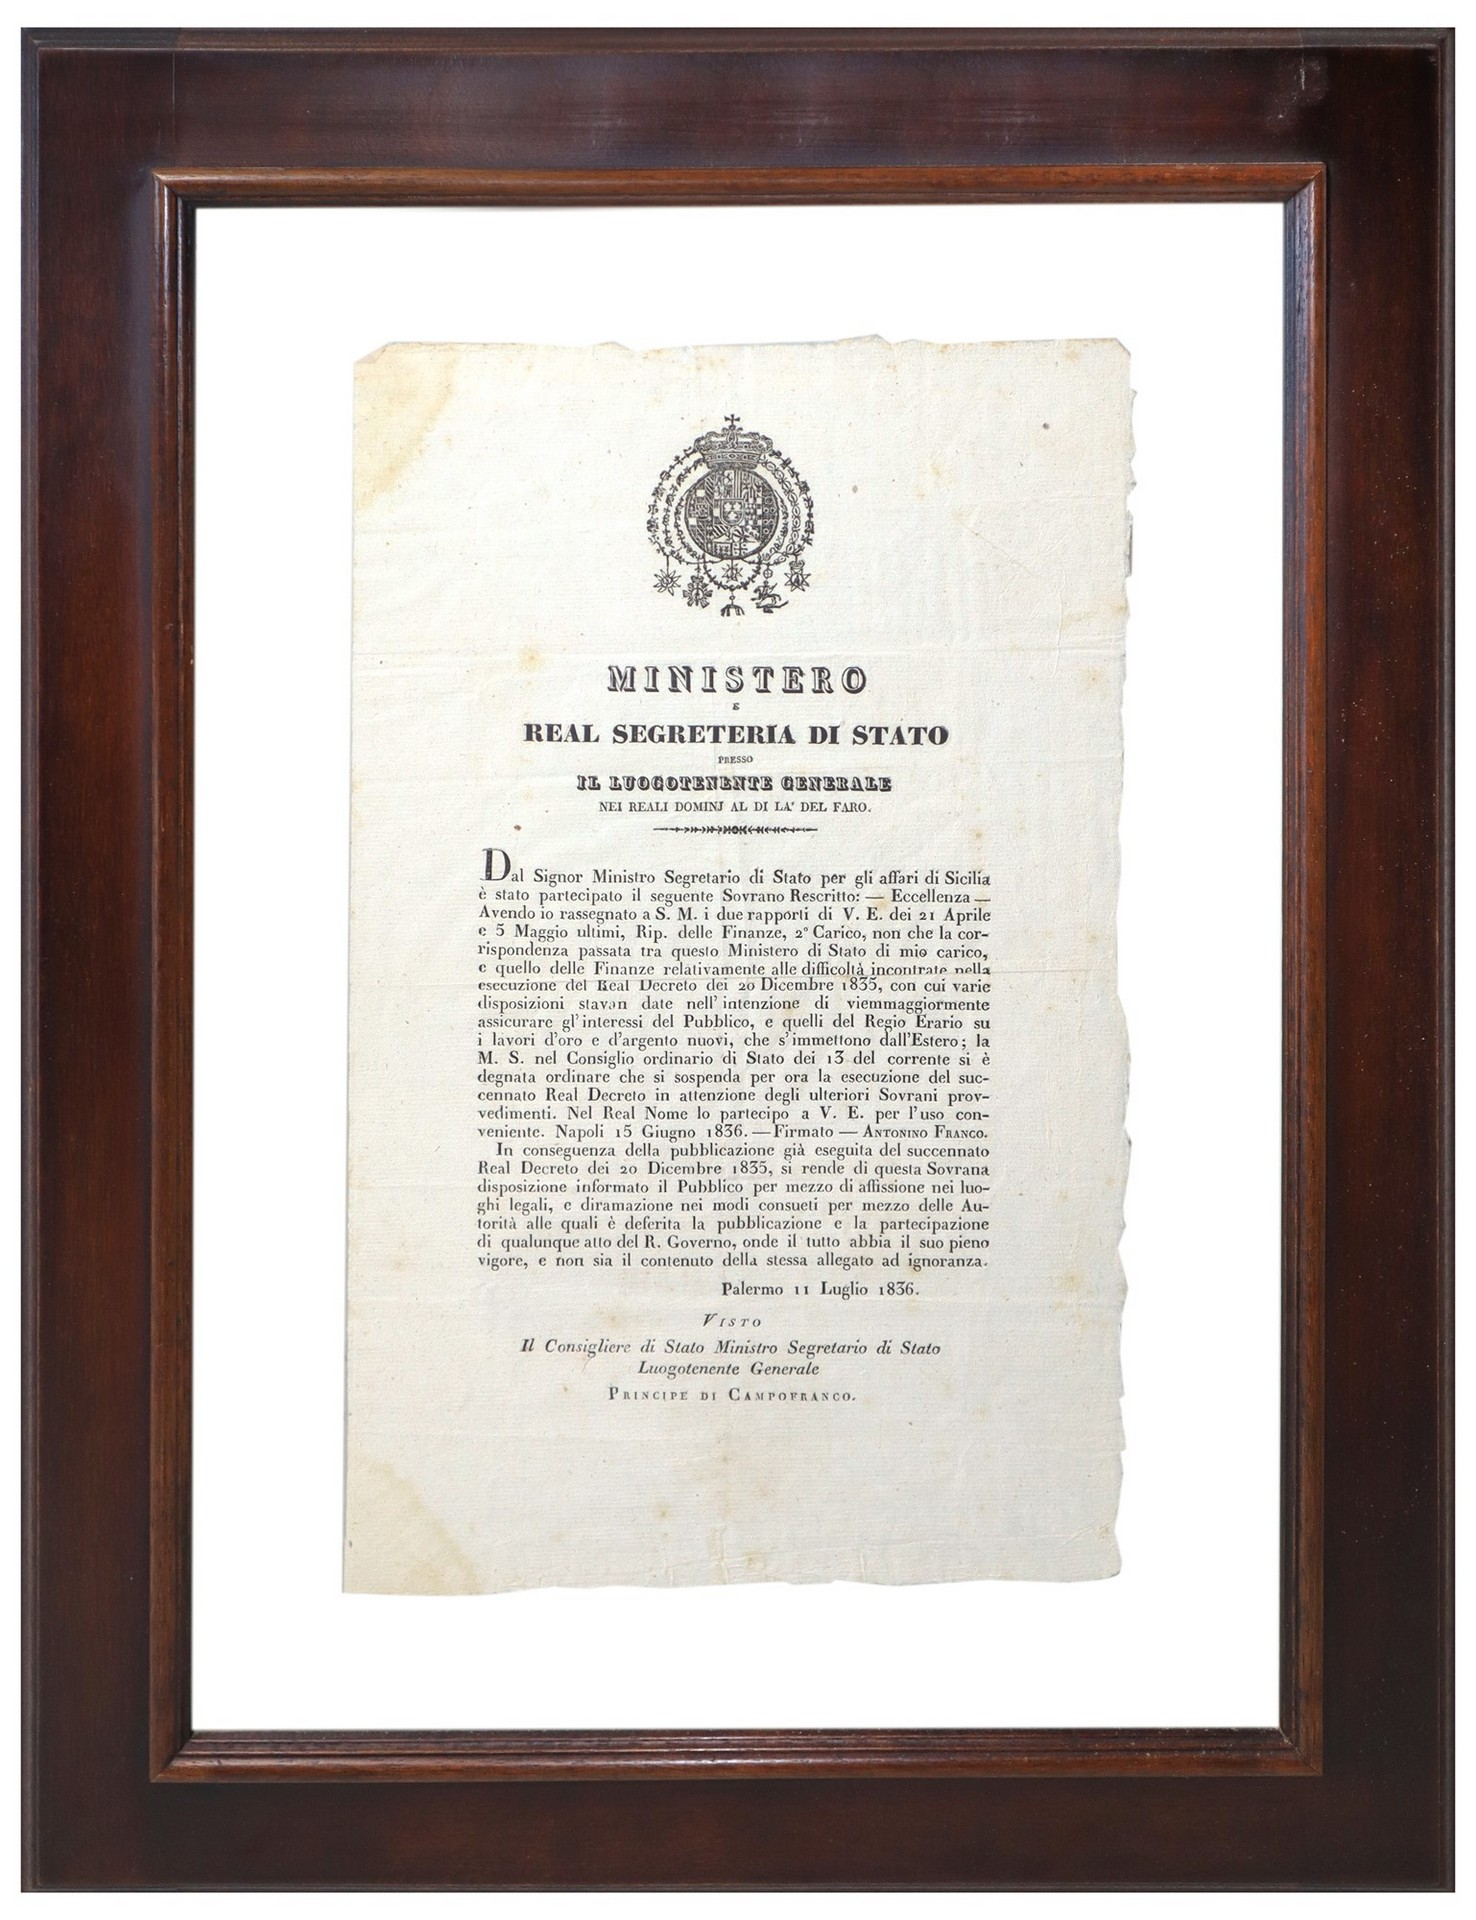 MINISTERO
E
REAL SEGRETERIA DI STATO
PRESSO
IL LUOGOTENENTE GENERALE
NEI REALI DOMINJ AL DI LA' DEL FARO.
Dal Signor Ministro Segretario di Stato per gli affari di Sicilia
è stato partecipato il seguente Sovrano Rescritto: — Eccellenza —
Avendo io rassegnato a S. M. i due rapporti di V. E. dei 21 Aprile
e 5 Maggio ultimi, Rip. delle Finanze, 2° Carico, non che la cor-
rispondenza passata tra questo Ministero di Stato di mio carico,
e quello delle Finanze relativamente alle difficoltà incontrate nella
esecuzione del Real Decreto dei 20 Dicembre 1835, con cui varie
disposizioni stavan date nell'intenzione di viemmaggiormente
assicurare gl'interessi del Pubblico, e quelli del Regio Erario su
i lavori d'oro e d'argento nuovi, che s'immettono dall'Estero; la
M. S. nel Consiglio ordinario di Stato dei 13 del corrente si è
degnata ordinare che si sospenda per ora la esecuzione del suc-
cennato Real Decreto in attenzione degli ulteriori Sovrani prov-
vedimenti. Nel Real Nome lo partecipo a V. E. per l'uso con-
veniente. Napoli 15 Giugno 1836. — Firmato — ANTONINO FRANCO.
In conseguenza della pubblicazione già eseguita del succennato
Real Decreto dei 20 Dicembre 1835, si rende di questa Sovrana
disposizione informato il Pubblico per mezzo di affissione nei luo-
ghi legali, e diramazione nei modi consueti per mezzo delle Au-
torità alle quali è deferita la pubblicazione e la partecipazione
di qualunque atto del R. Governo, onde il tutto abbia il suo pieno
vigore, e non sia il contenuto della stessa allegato ad ignoranza.
Palermo 11 Luglio 1836.
VISTO
Il Consigliere di Stato Ministro Segretario di Stato
Luogotenente Generale
PRINCIPE DI CAMPOFRANCO.